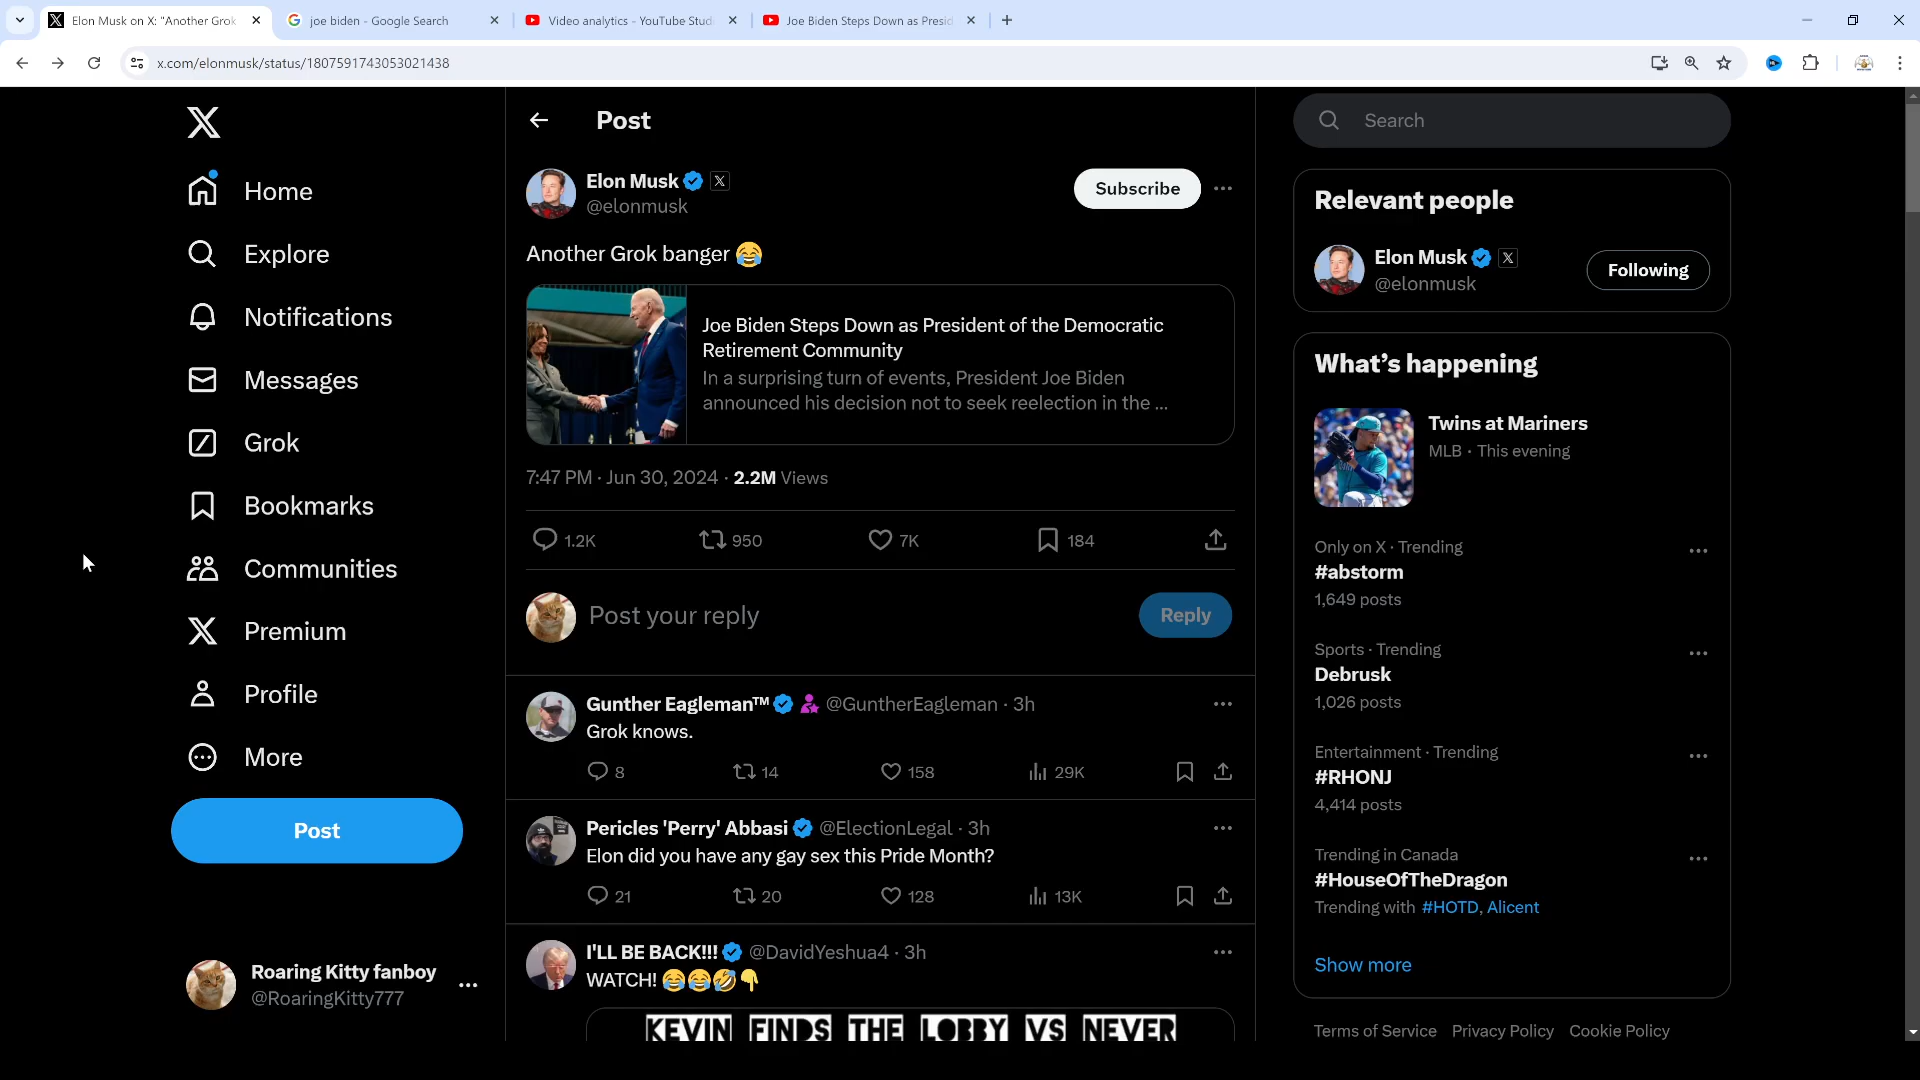 Elon Musk on X: "Another Grok
joe biden - Google Search
Video analytics - YouTube Studi
Joe Biden Steps Down as Presid
x.com/elonmusk/status/1807591743053021438
Home
Explore
Notifications
Messages
Grok
Bookmarks
Communities
Premium
Profile
More
Post
Roaring Kitty fanboy
@RoaringKitty777
Post
Elon Musk
@elonmusk
Subscribe
Another Grok banger 😂
Joe Biden Steps Down as President of the Democratic
Retirement Community
In a surprising turn of events, President Joe Biden
announced his decision not to seek reelection in the ...
7:47 PM · Jun 30, 2024 · 2.2M Views
1.2K 950 7K 184
Post your reply
Reply
Gunther Eagleman™ @GuntherEagleman · 3h
Grok knows.
8 14 158 29K
Pericles 'Perry' Abbasi @ElectionLegal · 3h
Elon did you have any gay sex this Pride Month?
21 20 128 13K
I'LL BE BACK!!! @DavidYeshua4 · 3h
WATCH! 😂😂🤣👇
KEVIN FINDS THE LOBBY VS NEVER
Search
Relevant people
Elon Musk
@elonmusk
Following
What's happening
Twins at Mariners
MLB · This evening
Only on X · Trending
#abstorm
1,649 posts
Sports · Trending
Debrusk
1,026 posts
Entertainment · Trending
#RHONJ
4,414 posts
Trending in Canada
#HouseOfTheDragon
Trending with #HOTD, Alicent
Show more
Terms of Service Privacy Policy Cookie Policy